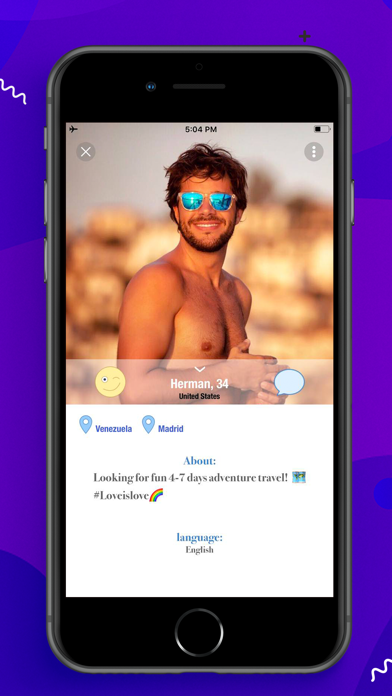 5:04 PM
Herman, 34
United States
Venezuela Madrid
About:
Looking for fun 4-7 days adventure travel! 🗺️
#Loveislove🌈
language:
English